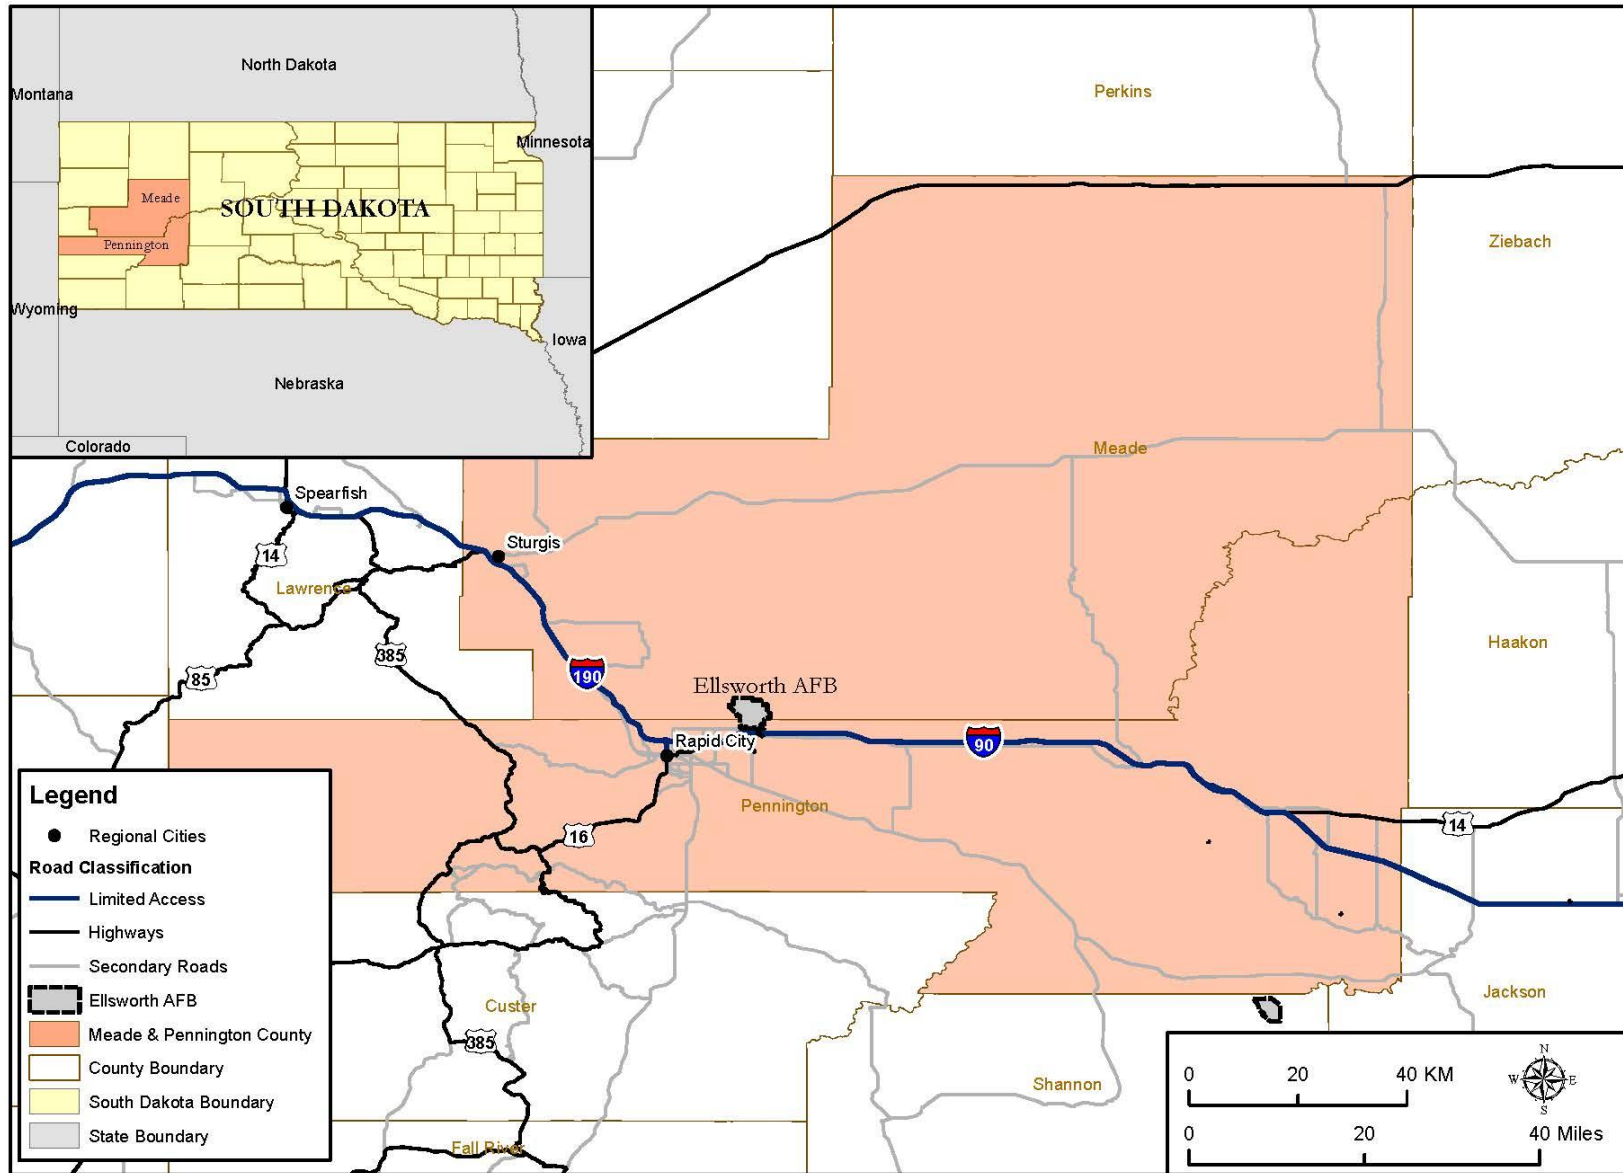 North Dakota
Montana
Minnesota
Meade
SOUTH DAKOTA
Pennington
Wyoming
Iowa
Nebraska
Colorado
Perkins
Ziebach
Meade
Spearfish
Sturgis
14
Lawrence
Haakon
385
190
85
Ellsworth AFB
Rapid City
90
Pennington
16
14
Legend
Regional Cities
Road Classification
Limited Access
Highways
Secondary Roads
Ellsworth AFB
Meade & Pennington County
County Boundary
South Dakota Boundary
State Boundary
Custer
Jackson
385
Shannon
Fall River
0 20 40 KM
0 20 40 Miles
N
W E
S